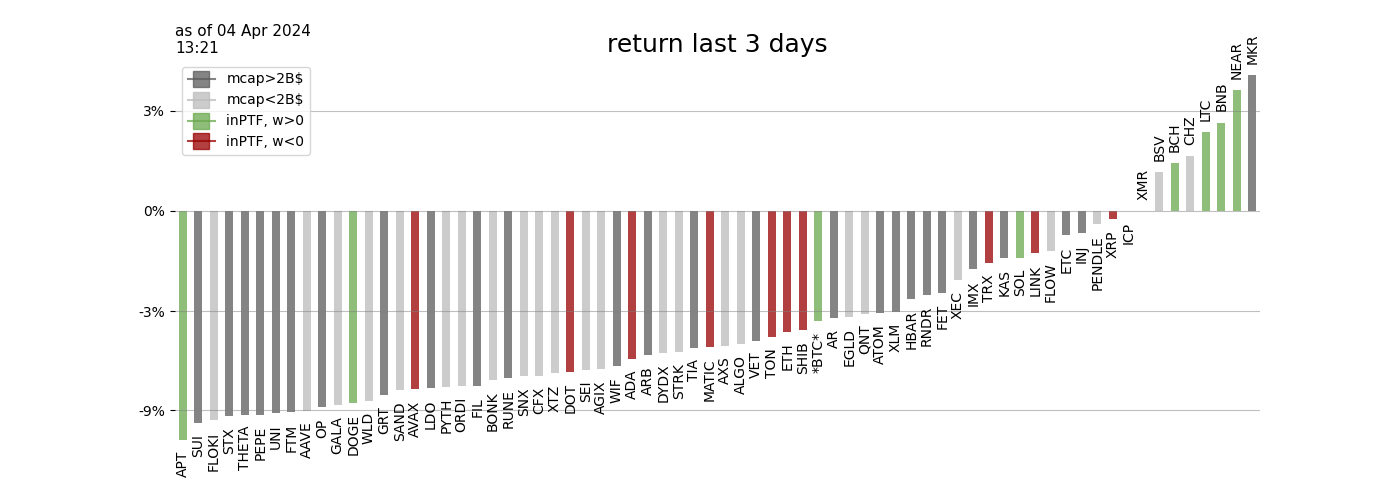 as of 04 Apr 2024
13:21
return last 3 days
mcap>2B$
mcap<2B$
inPTF, w>0
inPTF, w<0
3%
0%
-3%
-9%
APT
SUI
FLOKI
STX
THETA
PEPE
UNI
FTM
AAVE
OP
GALA
DOGE
WLD
GRT
SAND
AVAX
LDO
PYTH
ORDI
FIL
BONK
RUNE
SNX
CFX
XTZ
DOT
SEI
AGIX
WIF
ADA
ARB
DYDX
STRK
TIA
MATIC
AXS
ALGO
VET
TON
ETH
SHIB
*BTC*
AR
EGLD
QNT
ATOM
XLM
HBAR
RNDR
FET
XEC
IMX
TRX
KAS
SOL
LINK
FLOW
ETC
INJ
PENDLE
XRP
ICP
XMR
BSV
BCH
CHZ
LTC
BNB
NEAR
MKR